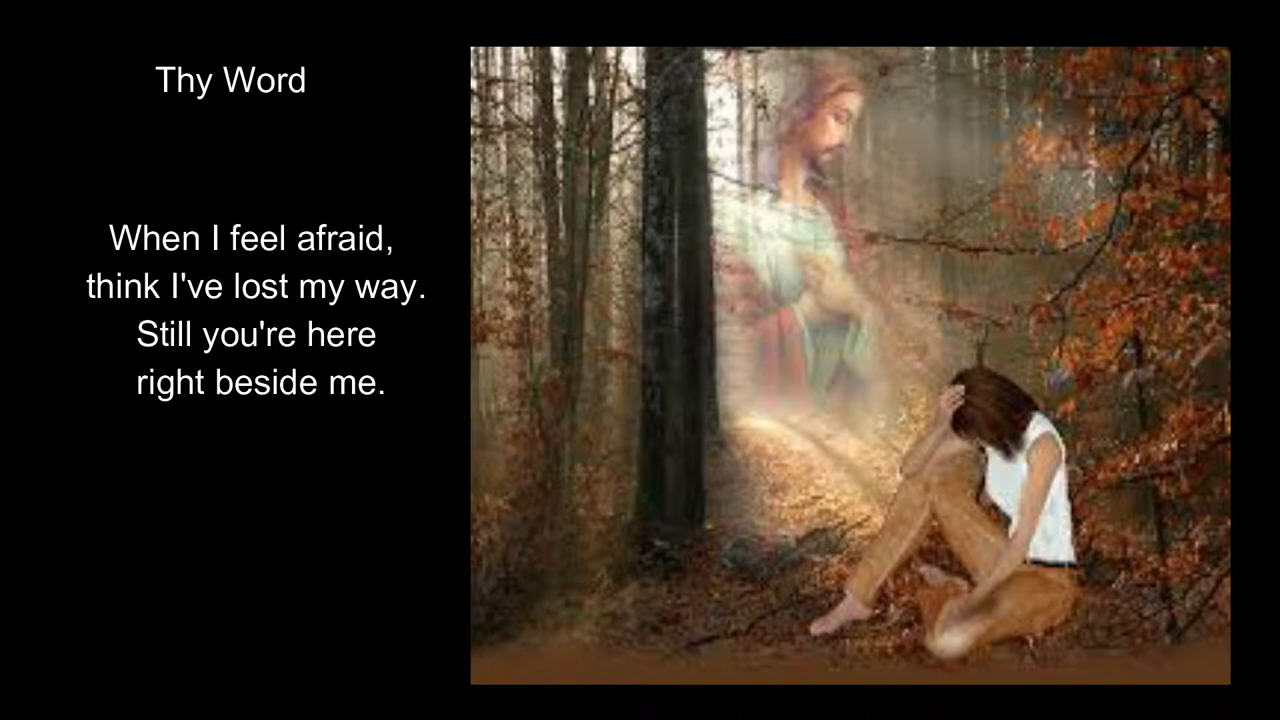 Thy Word
When I feel afraid,
think I've lost my way.
Still you're here
right beside me.